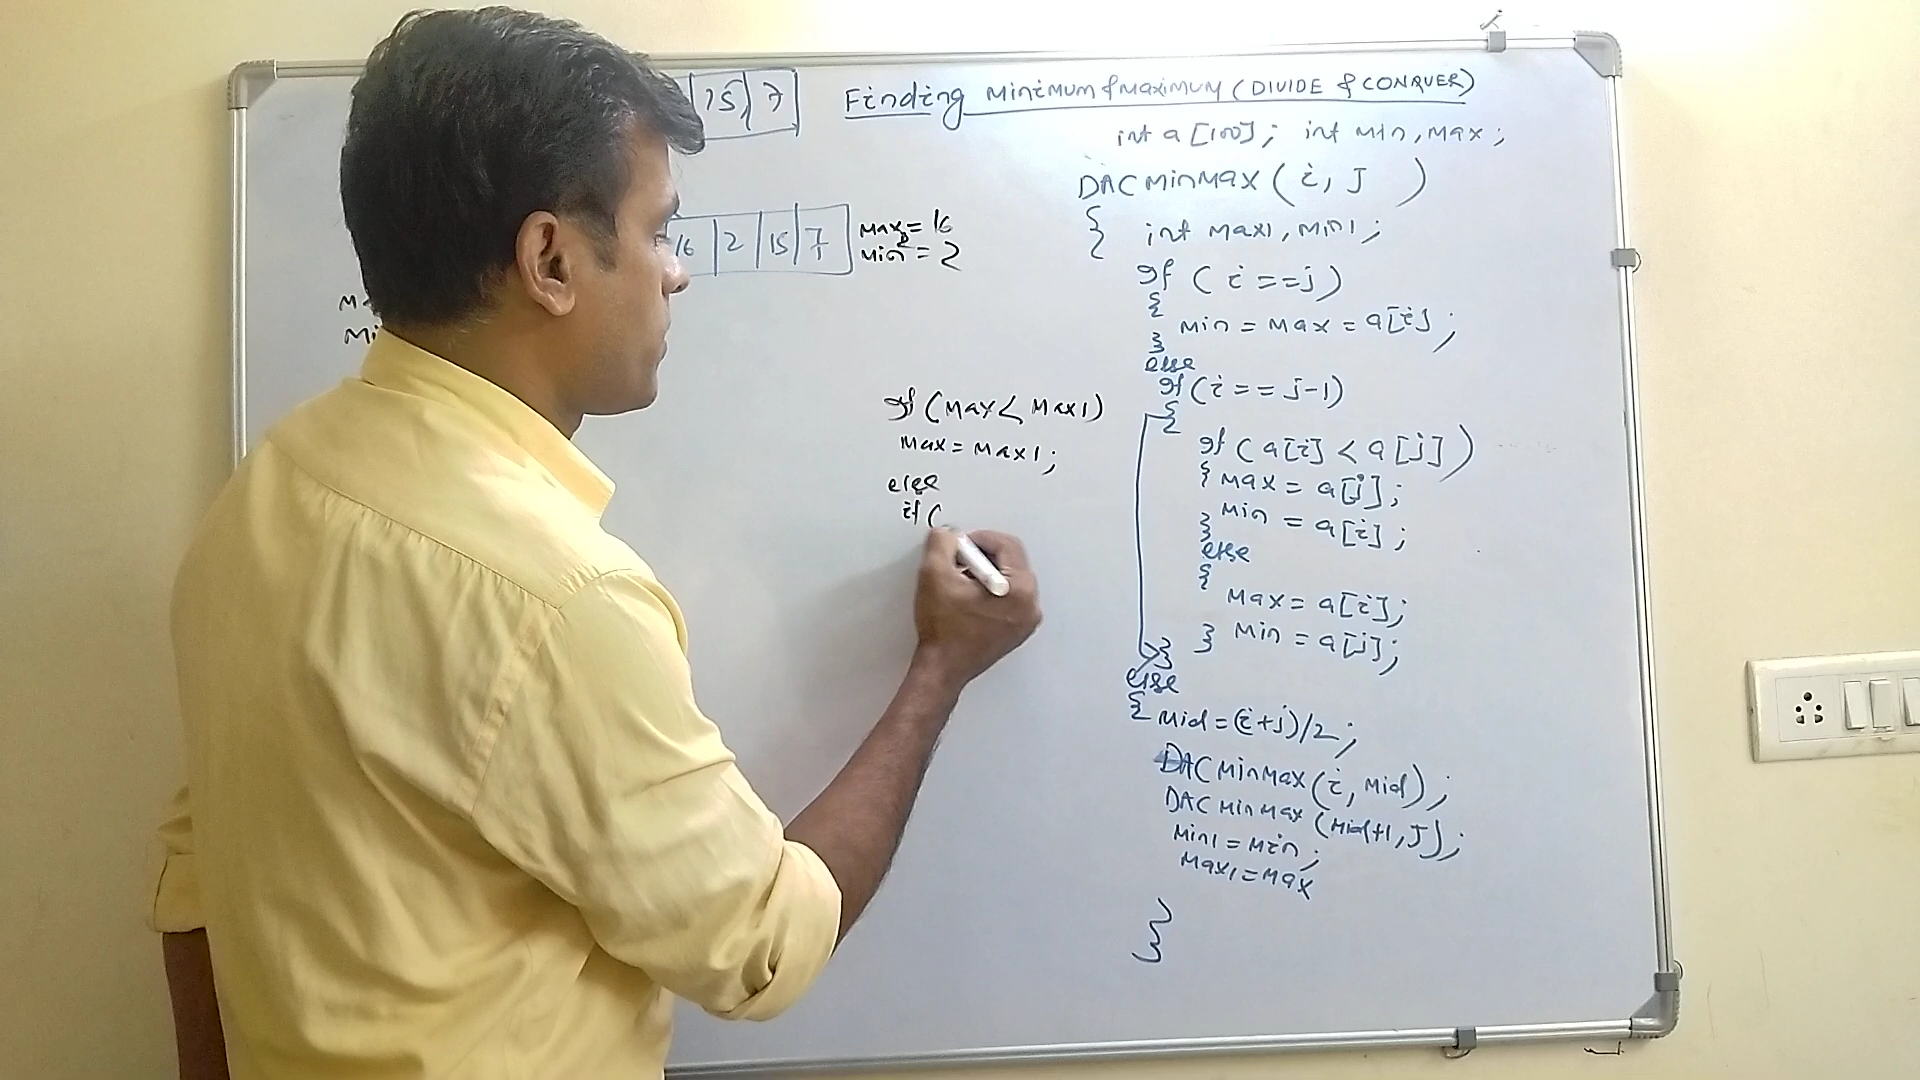 15 7 Finding Minimum & Maximum (DIVIDE & CONQUER)
int a [100]; int min, max;
DAC MinMax ( i, J )
{ int max1, min1;
16 2 15 7 Max = 16
Min = 2
If ( i == j )
{
Min = Max = a[i];
}
else
If ( i == j-1)
{
If ( a[i] < a [j] )
{ Max = a[j];
Min = a[i];
}
else
{
Max = a[i];
} Min = a[j];
}
else
{ Mid = (i+j)/2;
DAC MinMax (i, Mid);
DAC MinMax (Mid+1, J);
Min1 = Min;
Max1 = Max
}
If (Max < Max1)
Max = Max1;
else
if (